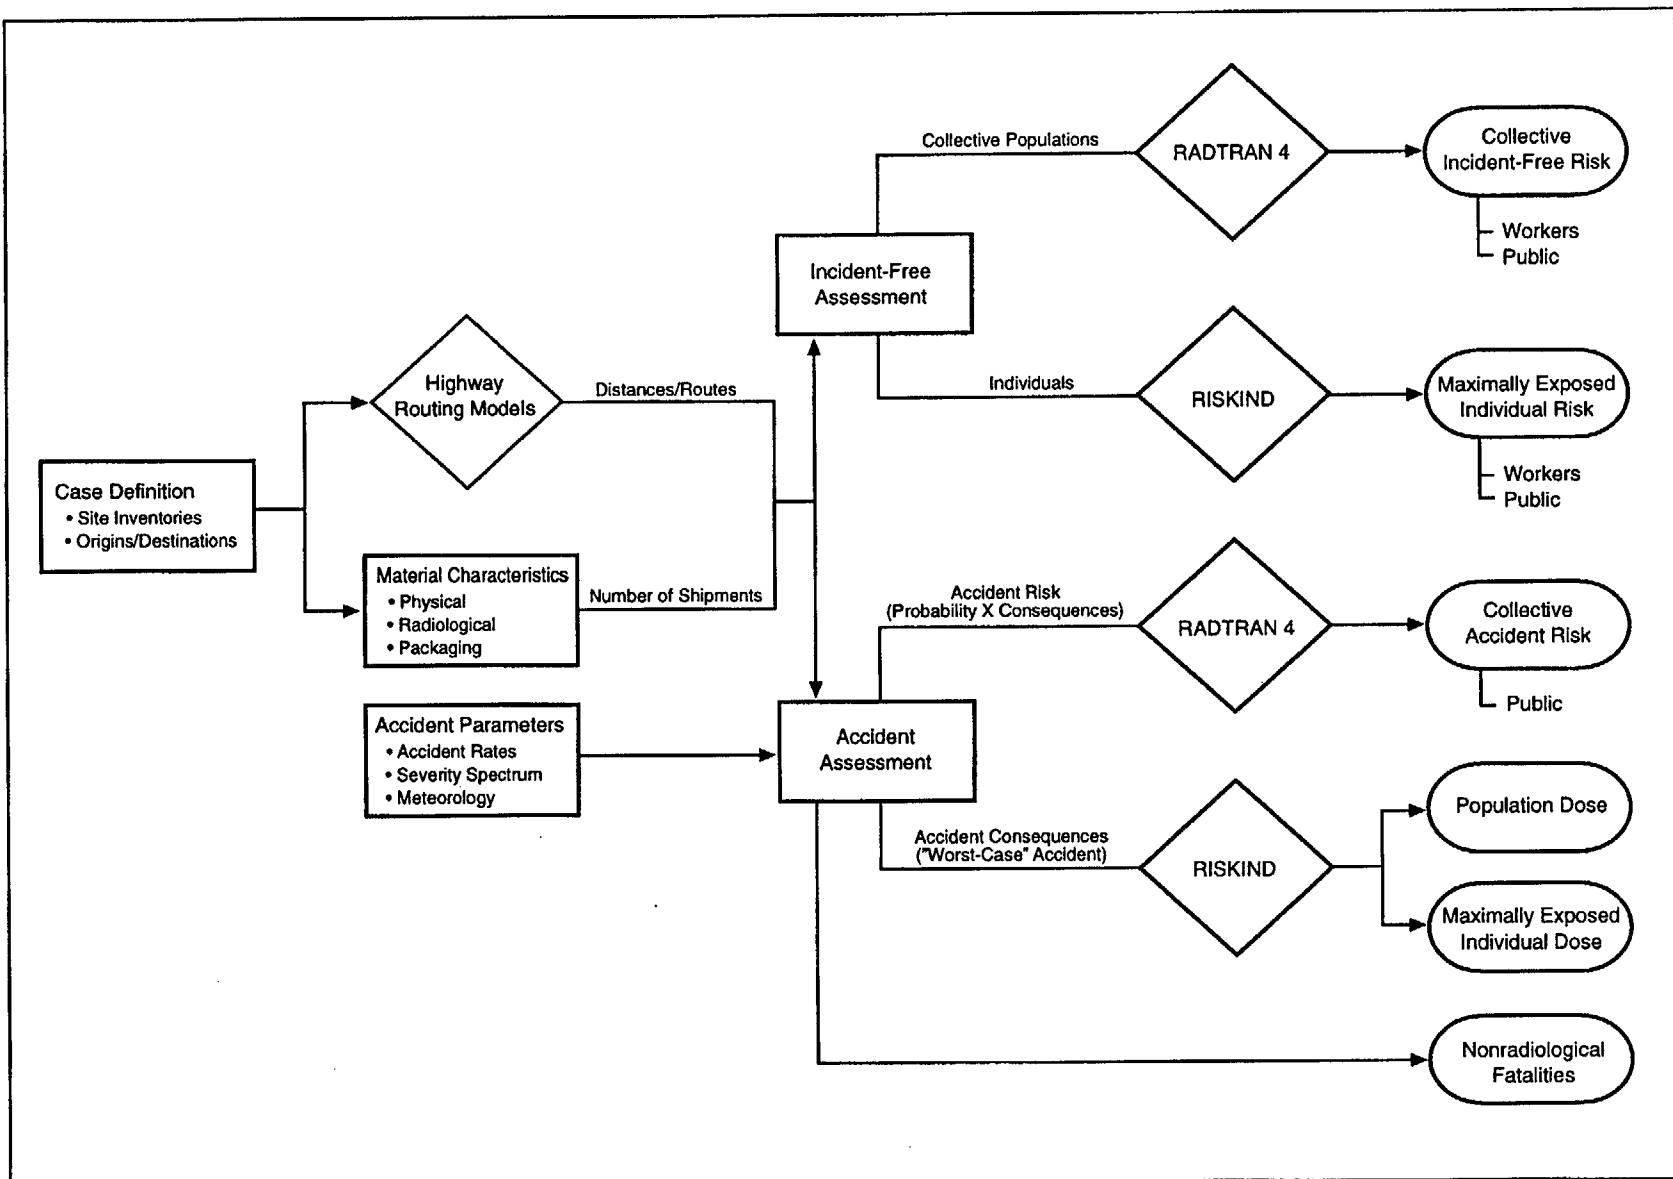 Case Definition
• Site Inventories
• Origins/Destinations
Highway
Routing Models
Distances/Routes
Material Characteristics
• Physical
• Radiological
• Packaging
Number of Shipments
Accident Parameters
• Accident Rates
• Severity Spectrum
• Meteorology
Incident-Free
Assessment
Collective Populations
RADTRAN 4
Collective
Incident-Free Risk
Workers
Public
Individuals
RISKIND
Maximally Exposed
Individual Risk
Workers
Public
Accident
Assessment
Accident Risk
(Probability X Consequences)
RADTRAN 4
Collective
Accident Risk
Public
Accident Consequences
("Worst-Case" Accident)
RISKIND
Population Dose
Maximally Exposed
Individual Dose
Nonradiological
Fatalities